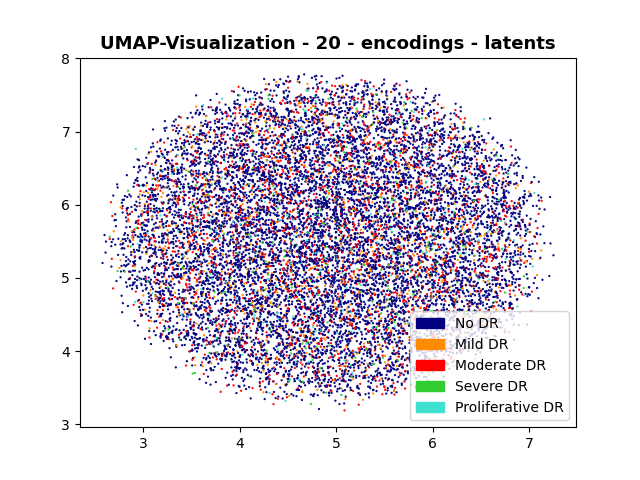 UMAP-Visualization - 20 - encodings - latents
8
7
6
5
4
3
3 4 5 6 7
No DR
Mild DR
Moderate DR
Severe DR
Proliferative DR